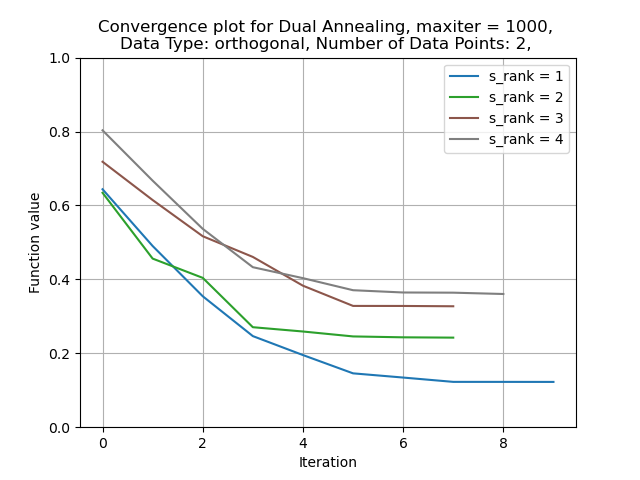 Convergence plot for Dual Annealing, maxiter = 1000,
Data Type: orthogonal, Number of Data Points: 2,
1.0
0.8
0.6
0.4
0.2
0.0
Function value
s_rank = 1
s_rank = 2
s_rank = 3
s_rank = 4
0 2 4 6 8
Iteration